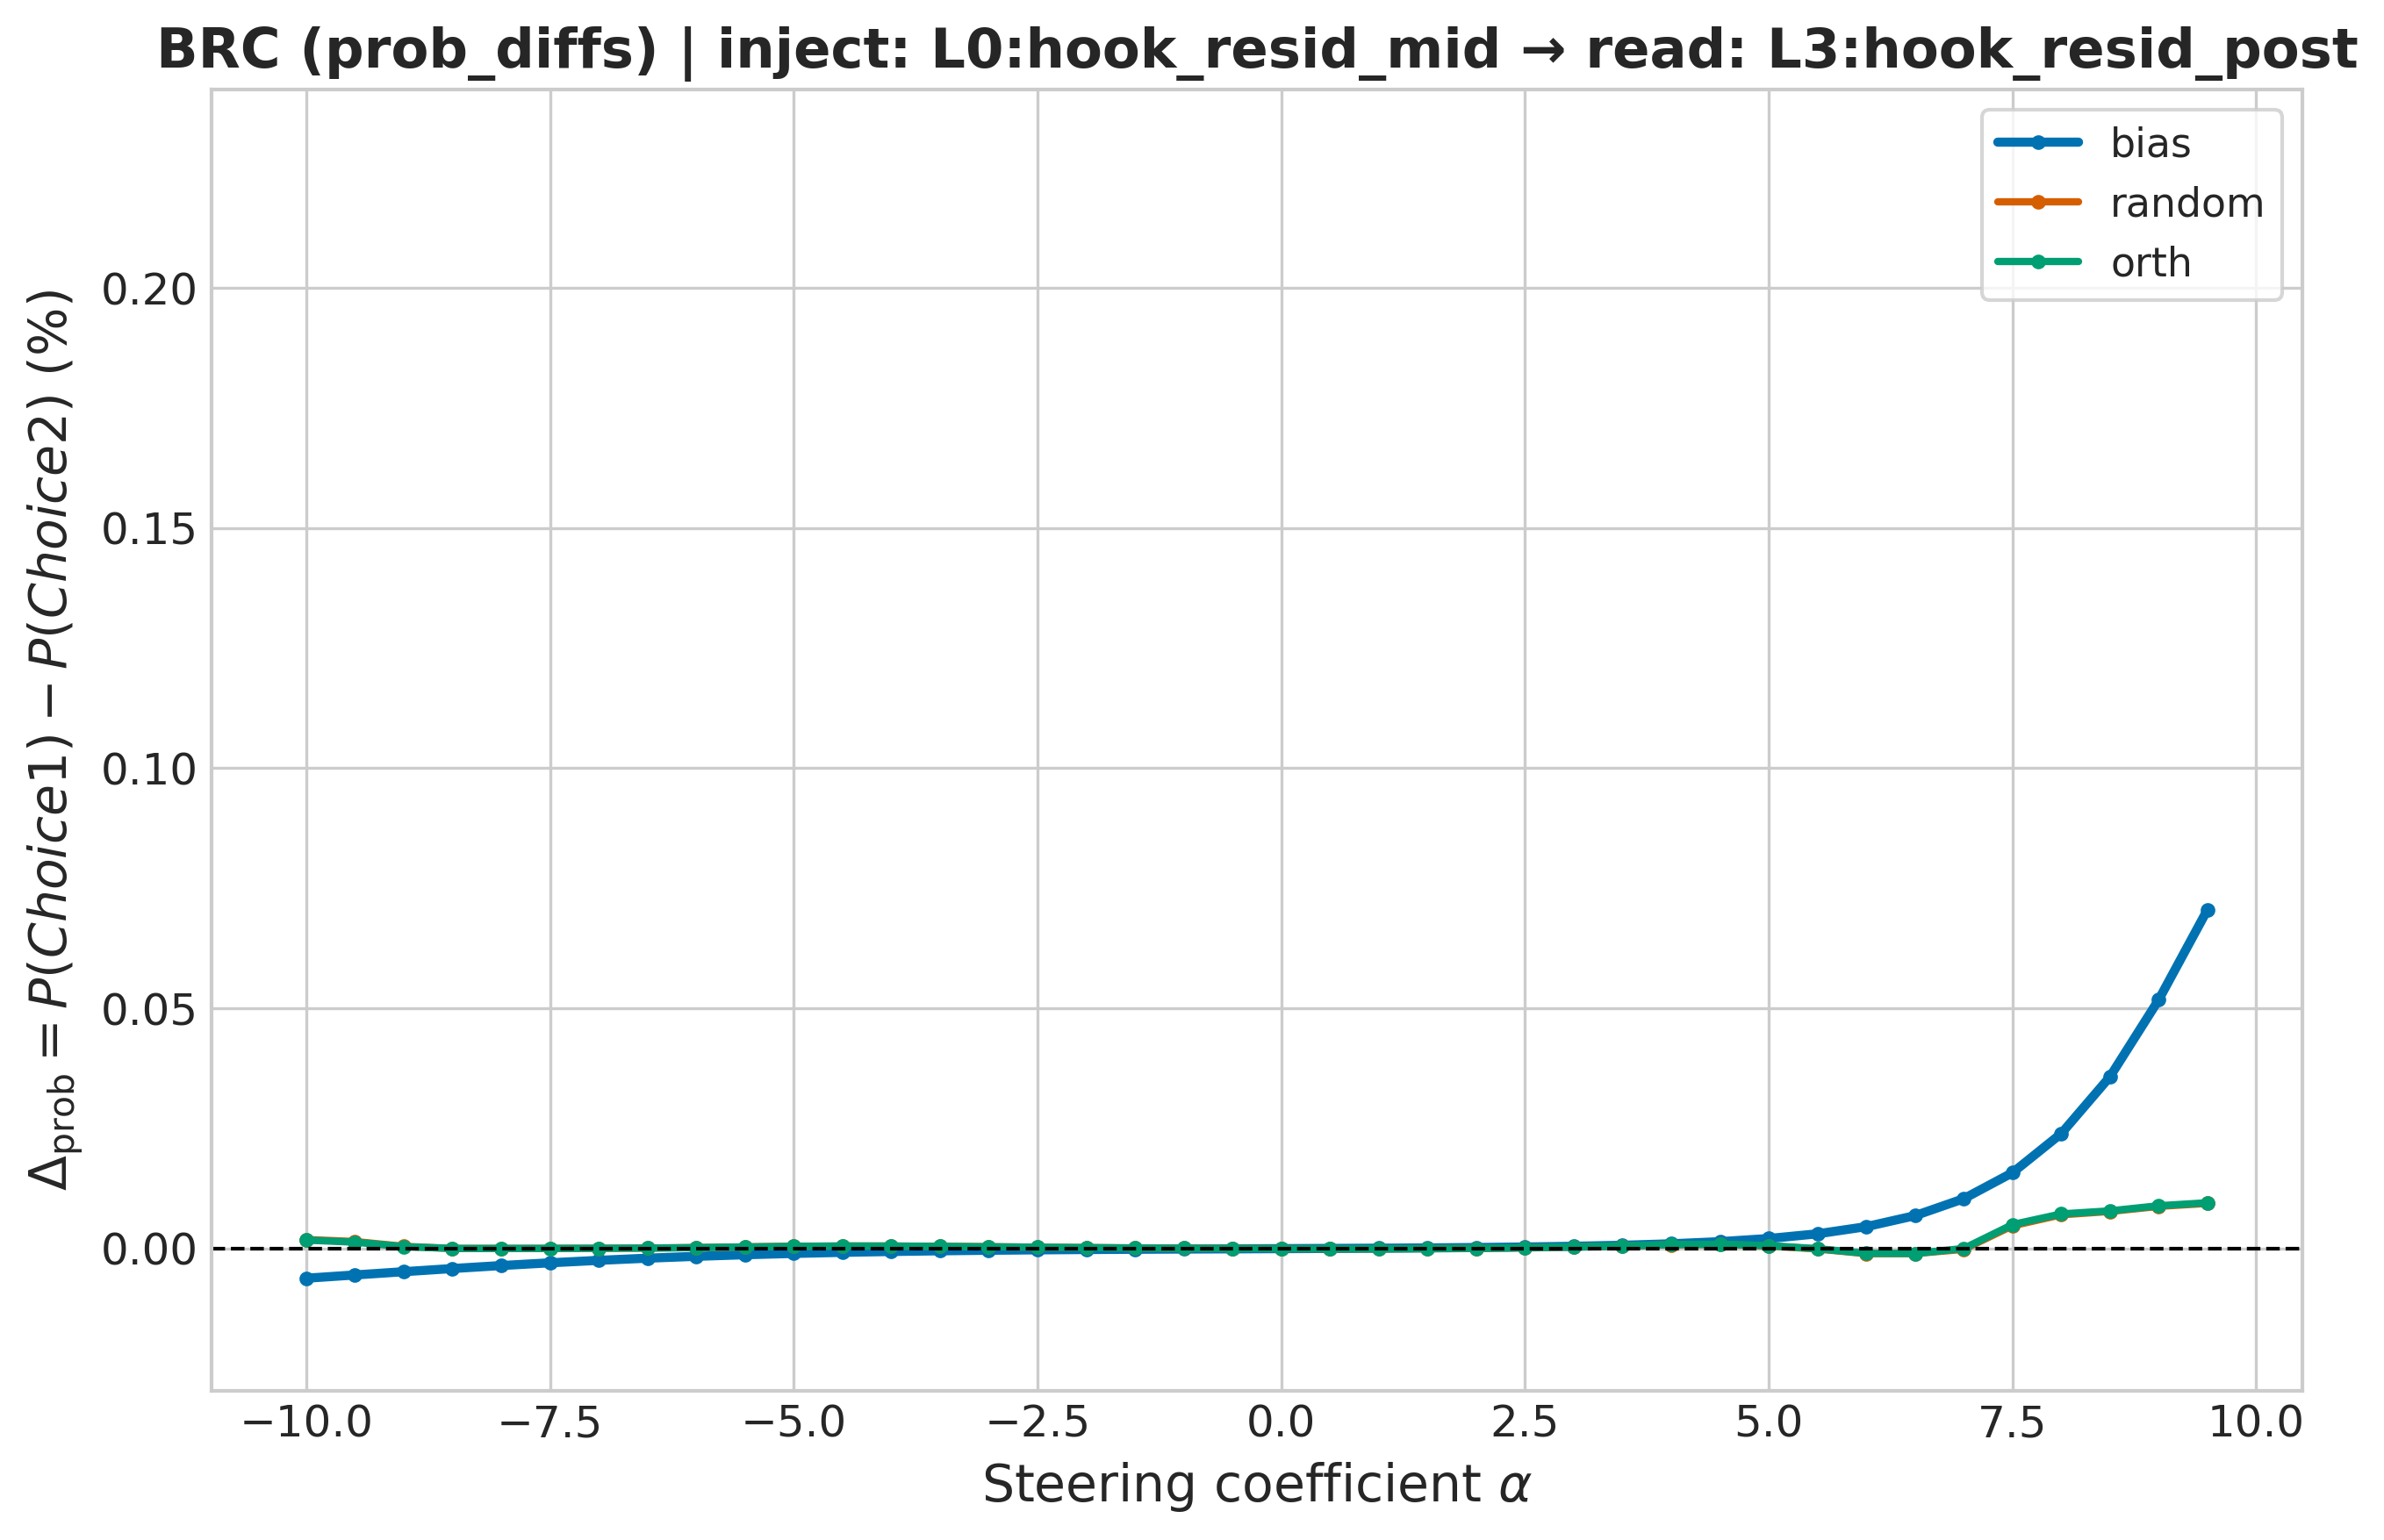 BRC (prob_diffs) | inject: L0:hook_resid_mid → read: L3:hook_resid_post
bias
random
orth
Δprob = P(Choice1) − P(Choice2) (%)
0.20
0.15
0.10
0.05
0.00
−10.0 −7.5 −5.0 −2.5 0.0 2.5 5.0 7.5 10.0
Steering coefficient α